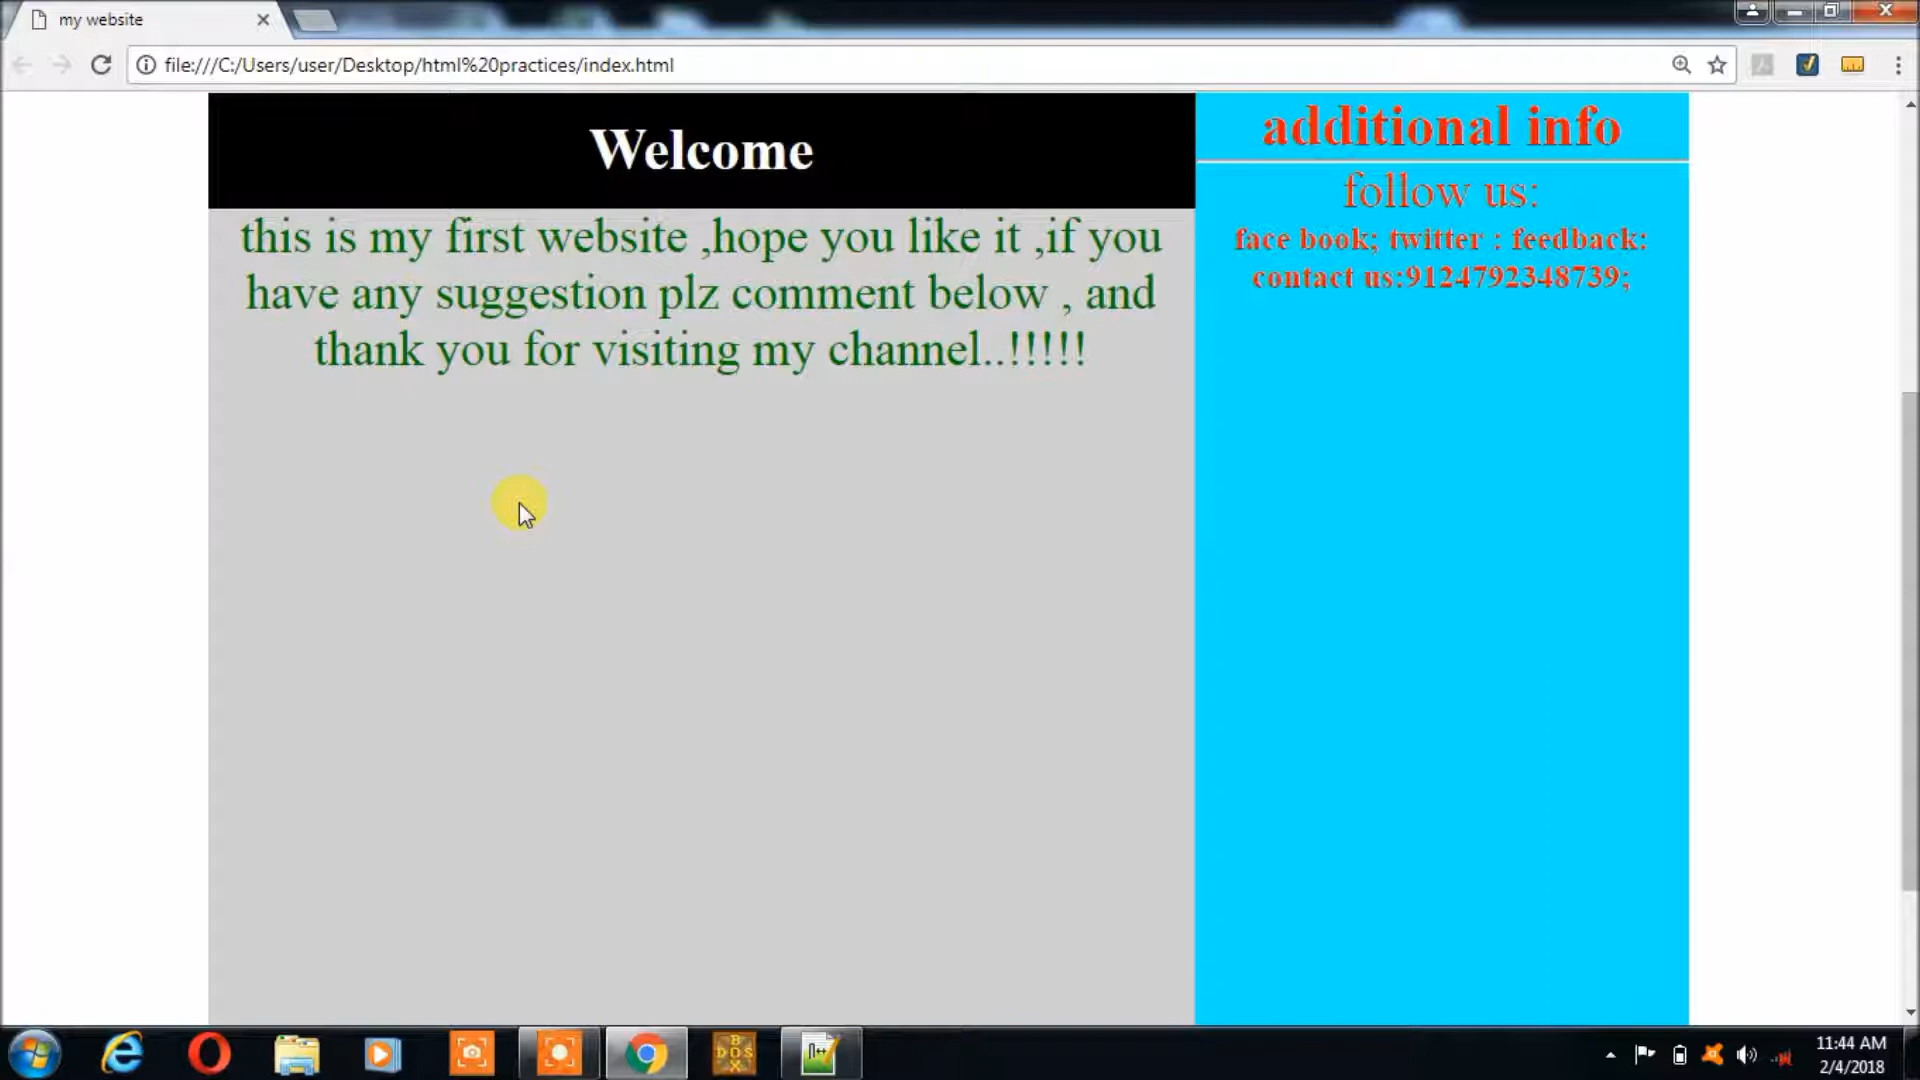 my website
file:///C:/Users/user/Desktop/html%20practices/index.html
Welcome
this is my first website ,hope you like it ,if you
have any suggestion plz comment below , and
thank you for visiting my channel..!!!!!
additional info
follow us:
face book; twitter : feedback:
contact us:9124792348739;
11:44 AM
2/4/2018